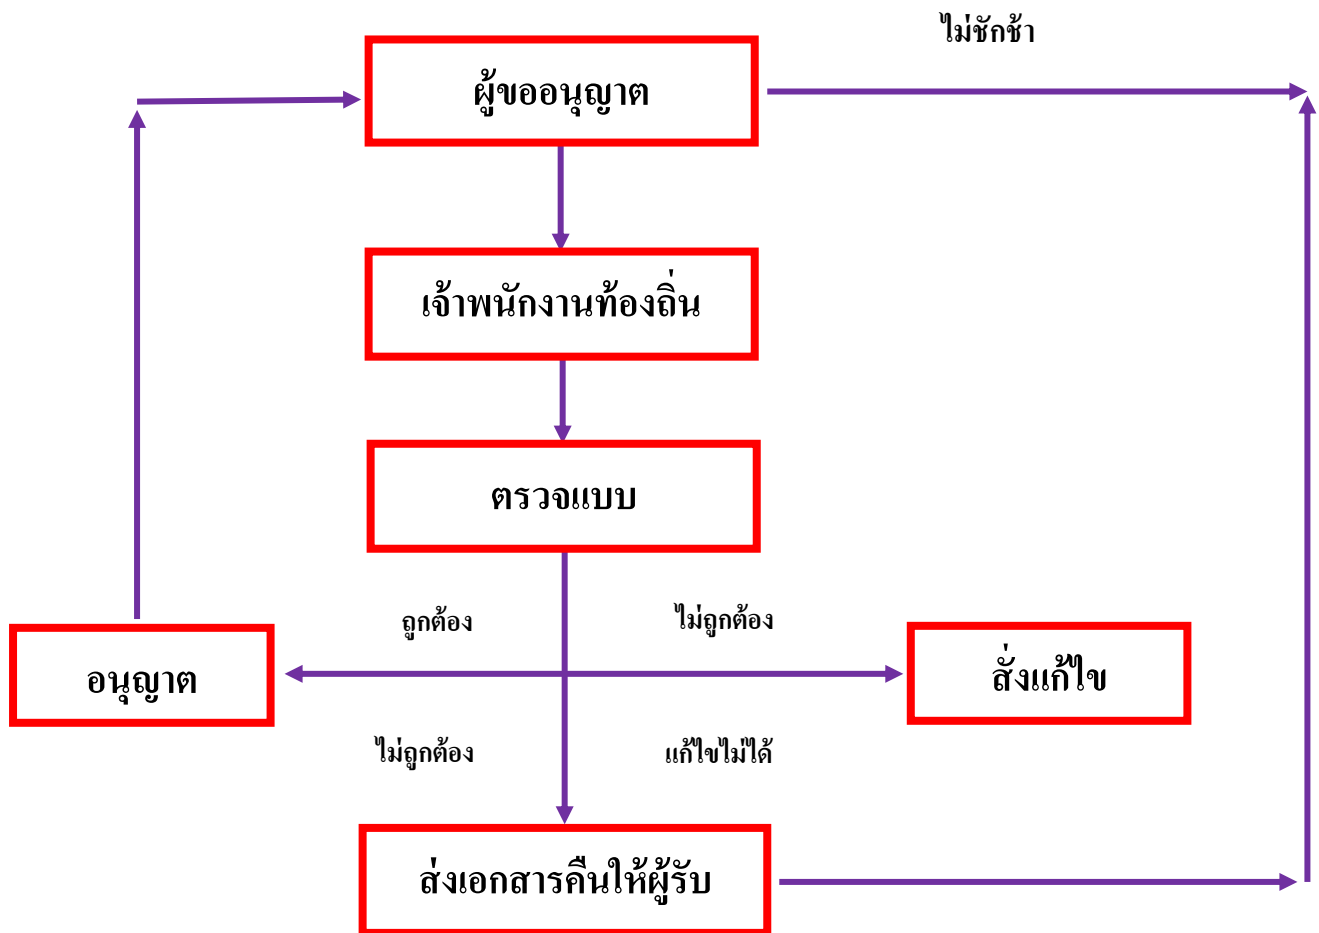 ไม่ชักช้า
ผู้ขออนุญาต
เจ้าพนักงานท้องถิ่น
ตรวจแบบ
ถูกต้อง
ไม่ถูกต้อง
อนุญาต
สั่งแก้ไข
ไม่ถูกต้อง
แก้ไขไม่ได้
ส่งเอกสารคืนให้ผู้รับ